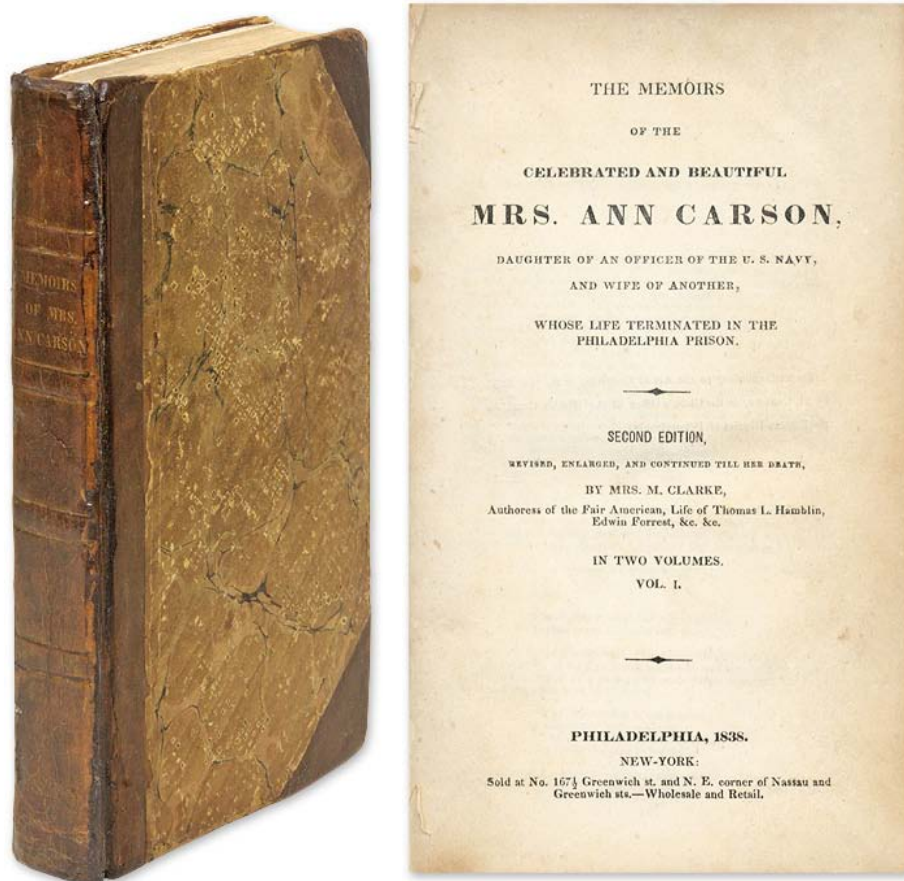 MEMOIRS
OF MRS.
ANN CARSON
THE MEMOIRS
OF THE
CELEBRATED AND BEAUTIFUL
MRS. ANN CARSON,
DAUGHTER OF AN OFFICER OF THE U. S. NAVY,
AND WIFE OF ANOTHER,
WHOSE LIFE TERMINATED IN THE
PHILADELPHIA PRISON.
SECOND EDITION,
REVISED, ENLARGED, AND CONTINUED TILL HER DEATH,
BY MRS. M. CLARKE,
Authoress of the Fair American, Life of Thomas L. Hamblin,
Edwin Forrest, &c. &c.
IN TWO VOLUMES.
VOL. I.
PHILADELPHIA, 1838.
NEW-YORK:
Sold at No. 167½ Greenwich st. and N. E. corner of Nassau and
Greenwich sts.—Wholesale and Retail.